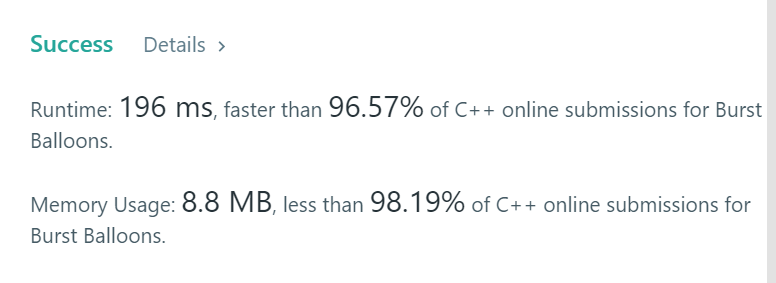 Success Details >
Runtime: 196 ms, faster than 96.57% of C++ online submissions for Burst
Balloons.
Memory Usage: 8.8 MB, less than 98.19% of C++ online submissions for
Burst Balloons.